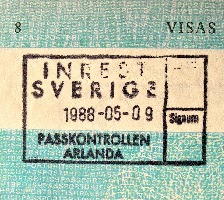 8 VISAS
INREST
SVERIGE
1988-05-09
Signum
PASSKONTROLLEN
ARLANDA